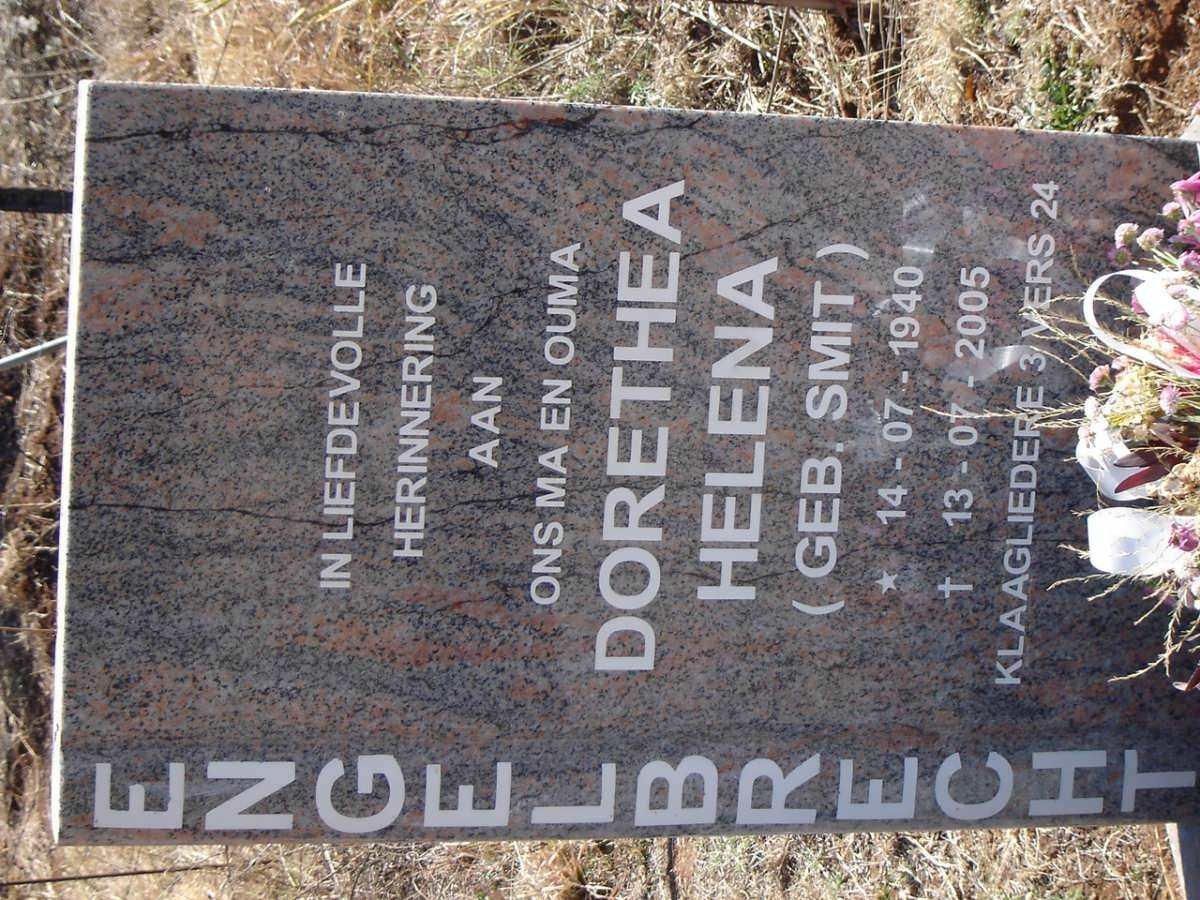 ENGELBRECHT
IN LIEFDEVOLLE
HERINNERING
AAN
ONS MA EN OUMA
DORETHEA
HELENA
( GEB. SMIT )
★ 14 - 07 - 1940
† 13 - 07 - 2005
KLAAGLIEDERE 3 VERS 24